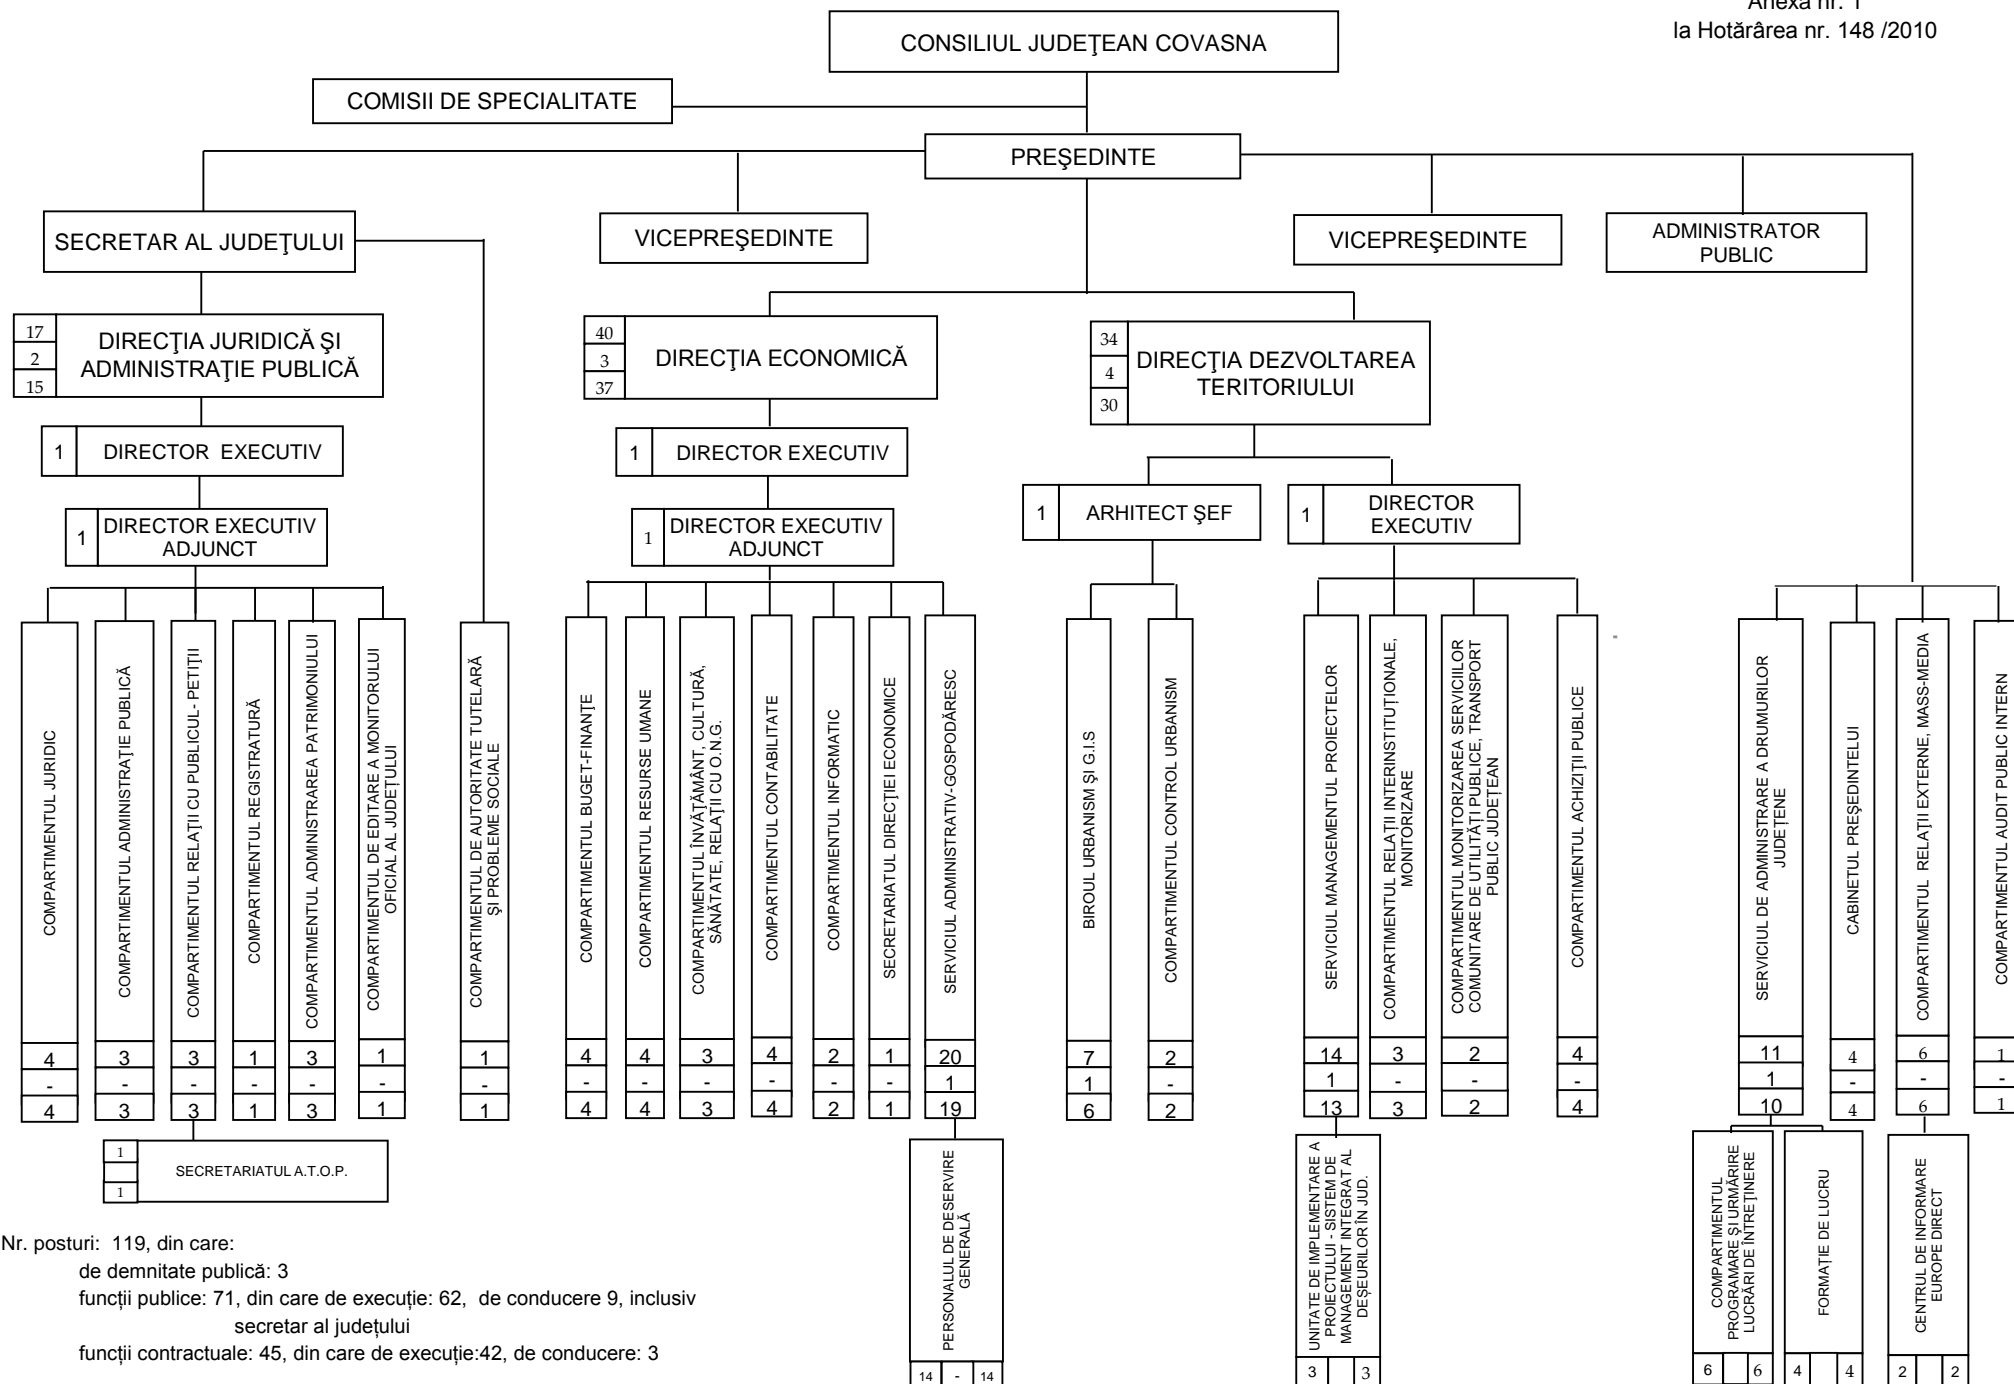 Anexa nr. 1
la Hotărârea nr. 148 /2010
CONSILIUL JUDEŢEAN COVASNA
COMISII DE SPECIALITATE
PREŞEDINTE
SECRETAR AL JUDEŢULUI
VICEPREŞEDINTE
VICEPREŞEDINTE
ADMINISTRATOR
PUBLIC
17
2
15
DIRECŢIA JURIDICĂ ŞI
ADMINISTRAŢIE PUBLICĂ
40
3
37
DIRECŢIA ECONOMICĂ
34
4
30
DIRECŢIA DEZVOLTAREA
TERITORIULUI
1 DIRECTOR EXECUTIV
1 DIRECTOR EXECUTIV
1 ARHITECT ŞEF
1 DIRECTOR
EXECUTIV
1 DIRECTOR EXECUTIV
ADJUNCT
1 DIRECTOR EXECUTIV
ADJUNCT
COMPARTIMENTUL JURIDIC
4
-
4
COMPARTIMENTUL ADMINISTRAŢIE PUBLICĂ
3
-
3
COMPARTIMENTUL RELAŢII CU PUBLICUL- PETIŢII
3
-
3
COMPARTIMENTUL REGISTRATURĂ
1
-
1
COMPARTIMENTUL ADMINISTRAREA PATRIMONIULUI
3
-
3
COMPARTIMENTUL DE EDITARE A MONITORULUI
OFICIAL AL JUDEŢULUI
1
-
1
COMPARTIMENTUL DE AUTORITATE TUTELARĂ
ŞI PROBLEME SOCIALE
1
-
1
COMPARTIMENTUL BUGET-FINANŢE
4
-
4
COMPARTIMENTUL RESURSE UMANE
4
-
4
COMPARTIMENTUL ÎNVĂŢĂMÂNT, CULTURĂ,
SĂNĂTATE, RELAŢII CU O.N.G.
3
-
3
COMPARTIMENTUL CONTABILITATE
4
-
4
COMPARTIMENTUL INFORMATIC
2
-
2
SECRETARIATUL DIRECŢIEI ECONOMICE
1
-
1
SERVICIUL ADMINISTRATIV-GOSPODĂRESC
20
1
19
BIROUL URBANISM ŞI G.I.S
7
1
6
COMPARTIMENTUL CONTROL URBANISM
2
-
2
SERVICIUL MANAGEMENTUL PROIECTELOR
14
1
13
COMPARTIMENTUL RELAȚII INTERINSTITUȚIONALE,
MONITORIZARE
3
-
3
COMPARTIMENTUL MONITORIZAREA SERVICIILOR
COMUNITARE DE UTILITĂȚI PUBLICE, TRANSPORT
PUBLIC JUDEȚEAN
2
-
2
COMPARTIMENTUL ACHIZIŢII PUBLICE
4
-
4
SERVICIUL DE ADMINISTRARE A DRUMURILOR
JUDEȚENE
11
1
10
CABINETUL PREŞEDINTELUI
4
-
4
COMPARTIMENTUL RELAŢII EXTERNE, MASS-MEDIA
6
-
6
COMPARTIMENTUL AUDIT PUBLIC INTERN
1
-
1
1
1
SECRETARIATUL A.T.O.P.
PERSONALUL DE DESERVIRE
GENERALĂ
14 - 14
UNITATE DE IMPLEMENTARE A
PROIECTULUI - SISTEM DE
MANAGEMENT INTEGRAT AL
DEȘEURILOR ÎN JUD.
3 3
COMPARTIMENTUL
PROGRAMARE ȘI URMĂRIRE
LUCRĂRI DE ÎNTREȚINERE
6 6
FORMAȚIE DE LUCRU
4 4
CENTRUL DE INFORMARE
EUROPE DIRECT
2 2
Nr. posturi: 119, din care:
de demnitate publică: 3
funcții publice: 71, din care de execuție: 62, de conducere 9, inclusiv
secretar al județului
funcții contractuale: 45, din care de execuție:42, de conducere: 3